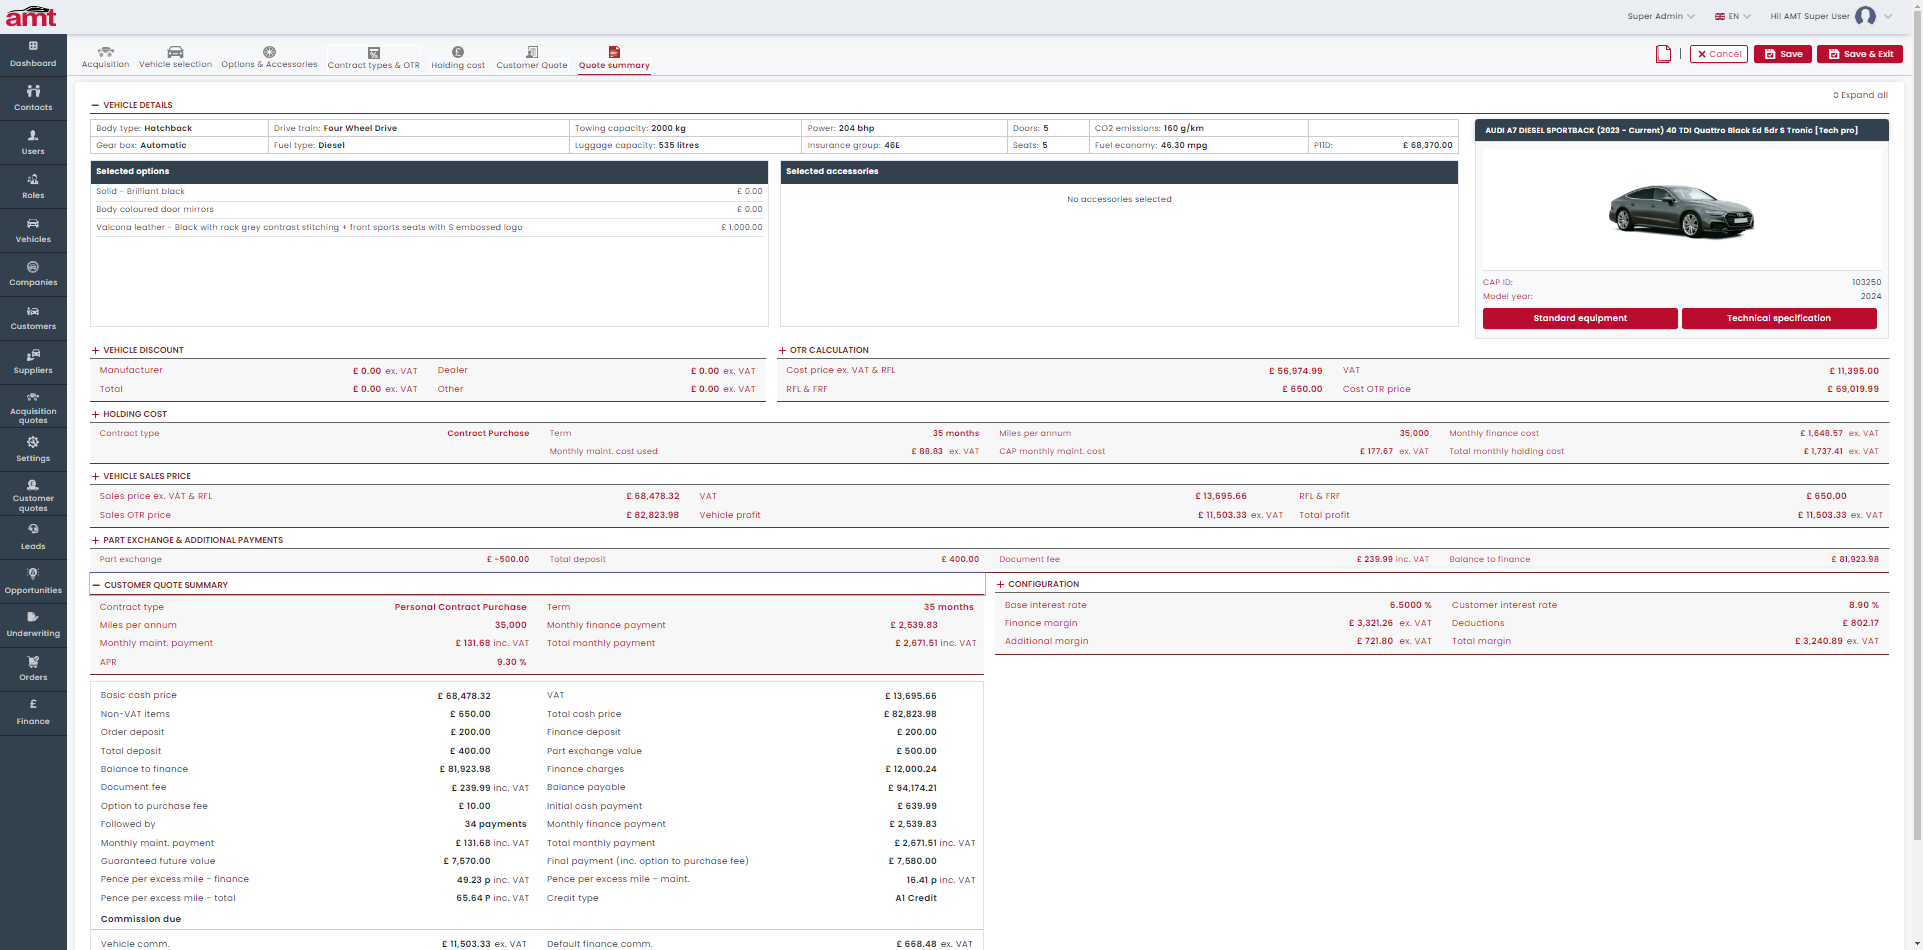 amt
Super Admin
EN
Hi! AMT Super User
Dashboard
Contacts
Users
Roles
Vehicles
Companies
Customers
Suppliers
Acquisition quotes
Settings
Customer quotes
Leads
Opportunities
Underwriting
Orders
Finance
Acquisition
Vehicle selection
Options & Accessories
Contract types & OTR
Holding cost
Customer Quote
Quote summary
Cancel
Save
Save & Exit
Expand all
VEHICLE DETAILS
Body type: Hatchback Drive train: Four Wheel Drive Towing capacity: 2000 kg Power: 204 bhp Doors: 5 CO2 emissions: 160 g/km
Gear box: Automatic Fuel type: Diesel Luggage capacity: 535 litres Insurance group: 46E Seats: 5 Fuel economy: 46.30 mpg P11D: £ 68,370.00
Selected options
Solid - Brilliant black £ 0.00
Body coloured door mirrors £ 0.00
Valcona leather - Black with rock grey contrast stitching + front sports seats with S embossed logo £ 1,000.00
Selected accessories
No accessories selected
AUDI A7 DIESEL SPORTBACK (2023 - Current) 40 TDI Quattro Black Ed 5dr S Tronic [Tech pro]
CAP ID: 103250
Model year: 2024
Standard equipment
Technical specification
VEHICLE DISCOUNT
Manufacturer £ 0.00 ex. VAT Dealer £ 0.00 ex. VAT
Total £ 0.00 ex. VAT Other £ 0.00 ex. VAT
OTR CALCULATION
Cost price ex. VAT & RFL £ 56,974.99 VAT £ 11,395.00
RFL & FRF £ 650.00 Cost OTR price £ 69,019.99
HOLDING COST
Contract type Contract Purchase Term 35 months Miles per annum 35,000 Monthly finance cost £ 1,648.57 ex. VAT
Monthly maint. cost used £ 88.83 ex. VAT CAP monthly maint. cost £ 177.67 ex. VAT Total monthly holding cost £ 1,737.41 ex. VAT
VEHICLE SALES PRICE
Sales price ex. VAT & RFL £ 68,478.32 VAT £ 13,695.66 RFL & FRF £ 650.00
Sales OTR price £ 82,823.98 Vehicle profit £ 11,503.33 ex. VAT Total profit £ 11,503.33 ex. VAT
PART EXCHANGE & ADDITIONAL PAYMENTS
Part exchange £ -500.00 Total deposit £ 400.00 Document fee £ 239.99 inc. VAT Balance to finance £ 81,923.98
CUSTOMER QUOTE SUMMARY
Contract type Personal Contract Purchase Term 35 months
Miles per annum 35,000 Monthly finance payment £ 2,539.83
Monthly maint. payment £ 131.68 inc. VAT Total monthly payment £ 2,671.51 inc. VAT
APR 9.30 %
CONFIGURATION
Base interest rate 6.5000 % Customer interest rate 8.90 %
Finance margin £ 3,321.26 ex. VAT Deductions £ 802.17
Additional margin £ 721.80 ex. VAT Total margin £ 3,240.89 ex. VAT
Basic cash price £ 68,478.32 VAT £ 13,695.66
Non-VAT items £ 650.00 Total cash price £ 82,823.98
Order deposit £ 200.00 Finance deposit £ 200.00
Total deposit £ 400.00 Part exchange value £ 500.00
Balance to finance £ 81,923.98 Finance charges £ 12,000.24
Document fee £ 239.99 inc. VAT Balance payable £ 94,174.21
Option to purchase fee £ 10.00 Initial cash payment £ 639.99
Followed by 34 payments Monthly finance payment £ 2,539.83
Monthly maint. payment £ 131.68 inc. VAT Total monthly payment £ 2,671.51 inc. VAT
Guaranteed future value £ 7,570.00 Final payment (inc. option to purchase fee) £ 7,580.00
Pence per excess mile - finance 49.23 p inc. VAT Pence per excess mile - maint. 16.41 p inc. VAT
Pence per excess mile - total 65.64 P inc. VAT Credit type A1 Credit
Commission due
Vehicle comm. £ 11,503.33 ex. VAT Default finance comm. £ 668.48 ex. VAT